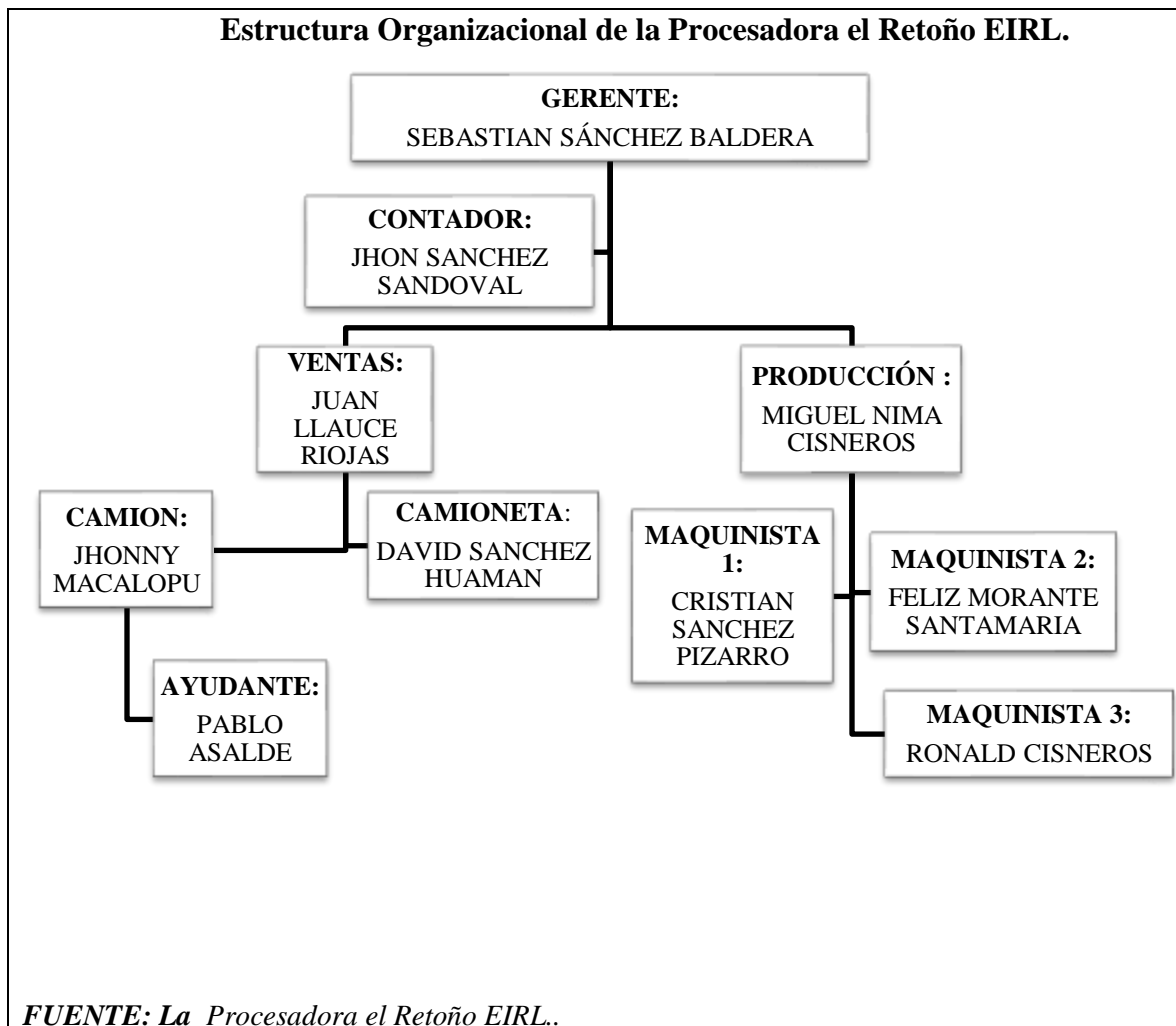 Estructura Organizacional de la Procesadora el Retoño EIRL.
GERENTE:
SEBASTIAN SÁNCHEZ BALDERA
CONTADOR:
JHON SANCHEZ
SANDOVAL
VENTAS:
JUAN
LLAUCE
RIOJAS
PRODUCCIÓN :
MIGUEL NIMA
CISNEROS
CAMION:
JHONNY
MACALOPU
CAMIONETA:
DAVID SANCHEZ
HUAMAN
MAQUINISTA
1:
CRISTIAN
SANCHEZ
PIZARRO
MAQUINISTA 2:
FELIZ MORANTE
SANTAMARIA
AYUDANTE:
PABLO
ASALDE
MAQUINISTA 3:
RONALD CISNEROS
FUENTE: La Procesadora el Retoño EIRL..